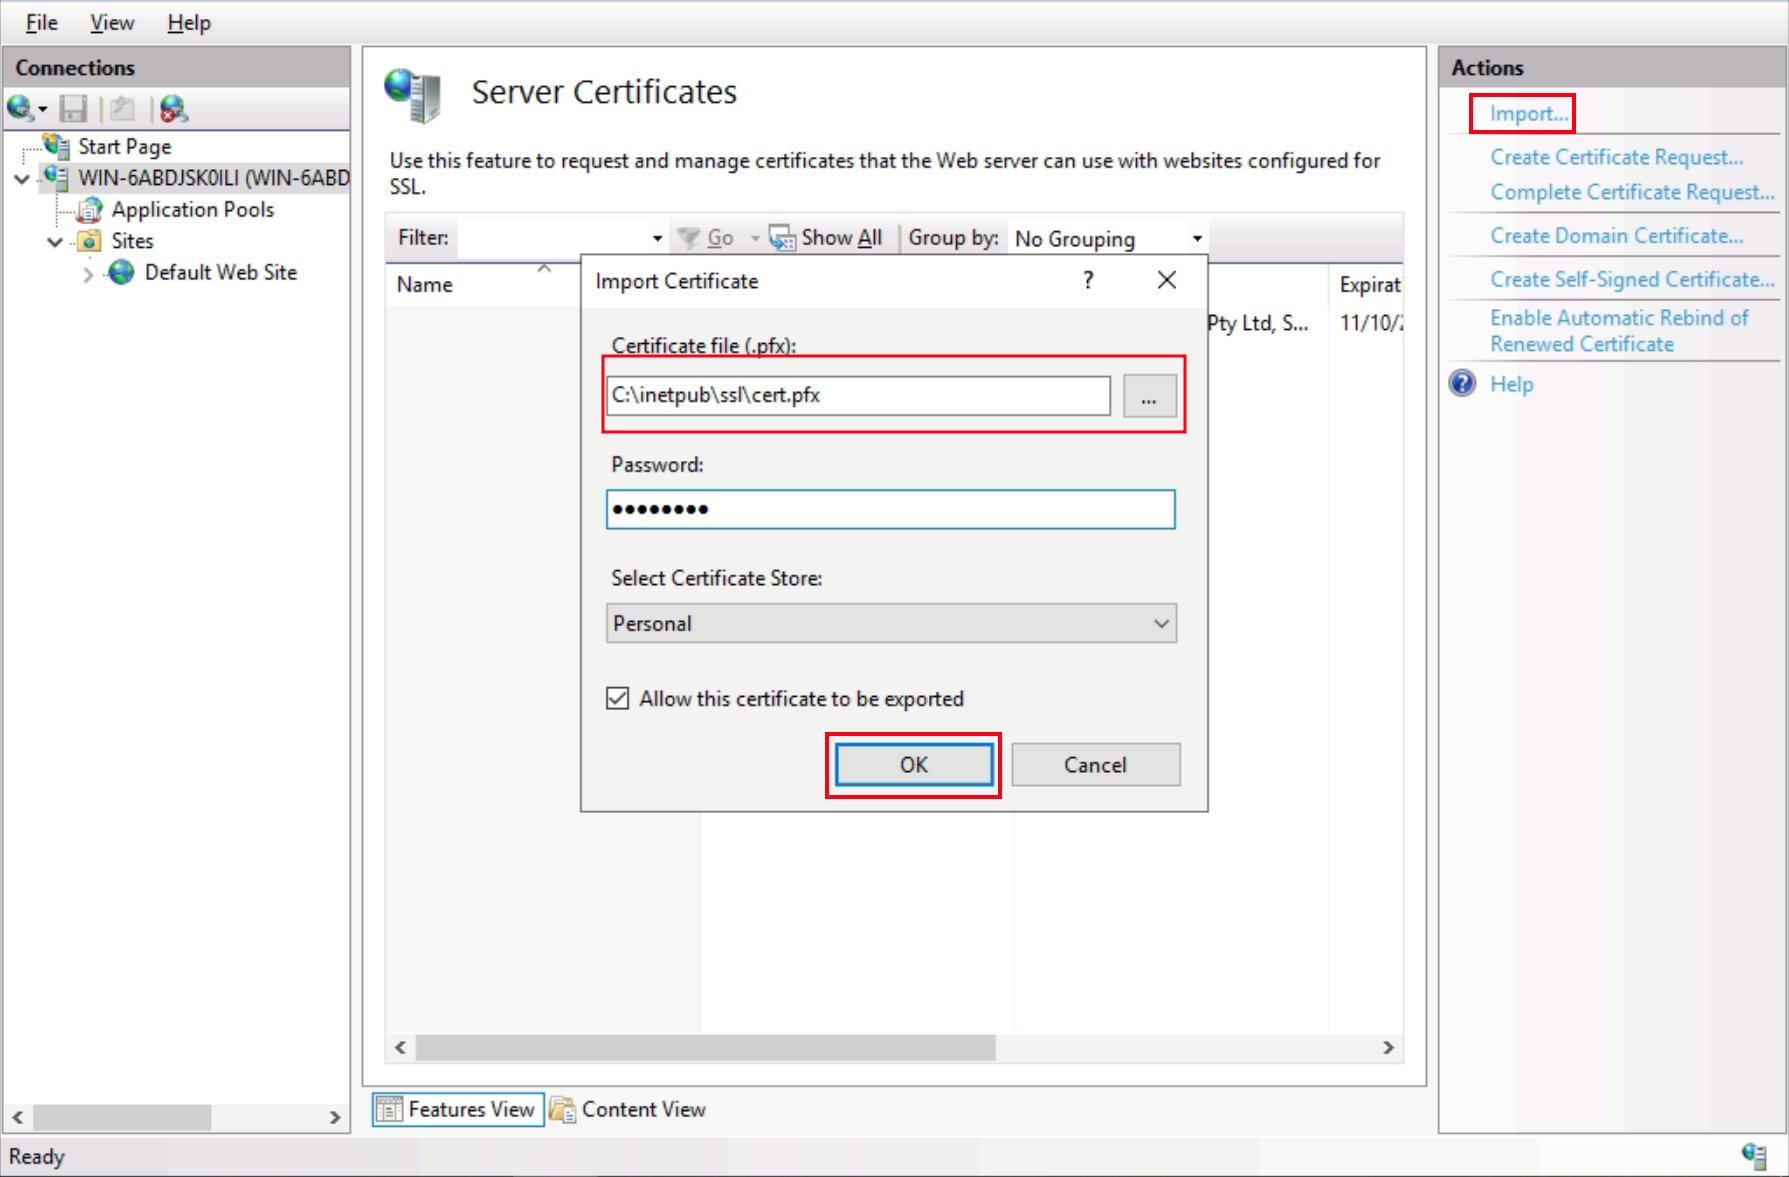 File View Help
Connections
Start Page
WIN-6ABDJSK0ILI (WIN-6ABD
Application Pools
Sites
Default Web Site
Server Certificates
Use this feature to request and manage certificates that the Web server can use with websites configured for
SSL.
Filter: Go Show All Group by: No Grouping
Name Expirat
Pty Ltd, S... 11/10/2
Import Certificate ?
Certificate file (.pfx):
C:\inetpub\ssl\cert.pfx ...
Password:
••••••••
Select Certificate Store:
Personal
Allow this certificate to be exported
OK Cancel
Features View Content View
Actions
Import...
Create Certificate Request...
Complete Certificate Request...
Create Domain Certificate...
Create Self-Signed Certificate...
Enable Automatic Rebind of
Renewed Certificate
Help
Ready